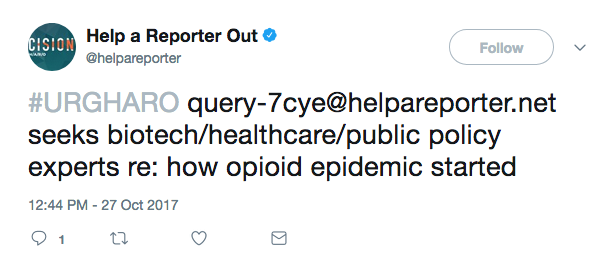 CISION
Help a Reporter Out
@helpareporter
Follow
#URGHARO query-7cye@helpareporter.net
seeks biotech/healthcare/public policy
experts re: how opioid epidemic started
12:44 PM - 27 Oct 2017
1